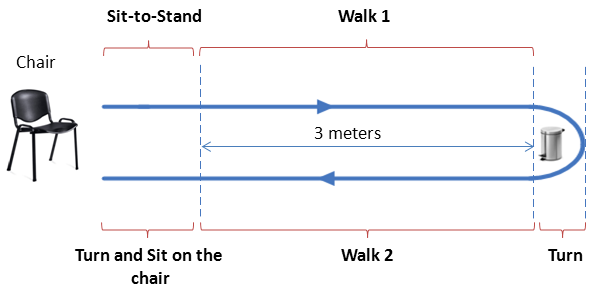 Sit-to-Stand
Walk 1
Chair
3 meters
Turn and Sit on the
chair
Walk 2
Turn